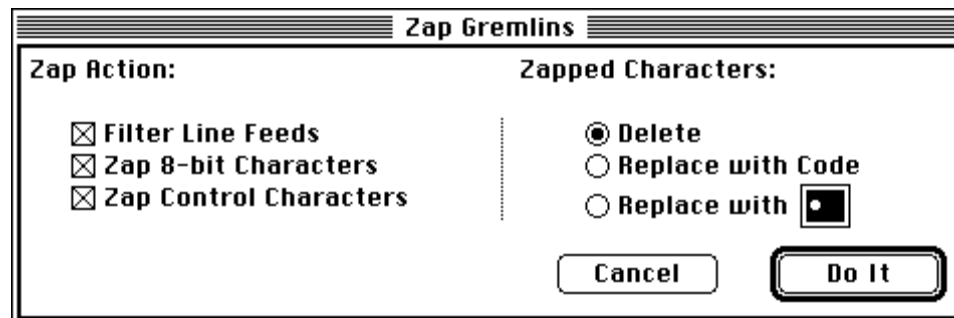 Zap Gremlins
Zap Action:
Filter Line Feeds
Zap 8-bit Characters
Zap Control Characters
Zapped Characters:
Delete
Replace with Code
Replace with •
Cancel
Do It